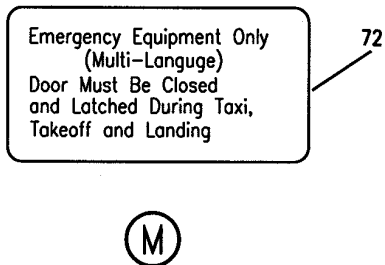 Emergency Equipment Only
(Multi-Languge)
Door Must Be Closed
and Latched During Taxi,
Takeoff and Landing
72
M